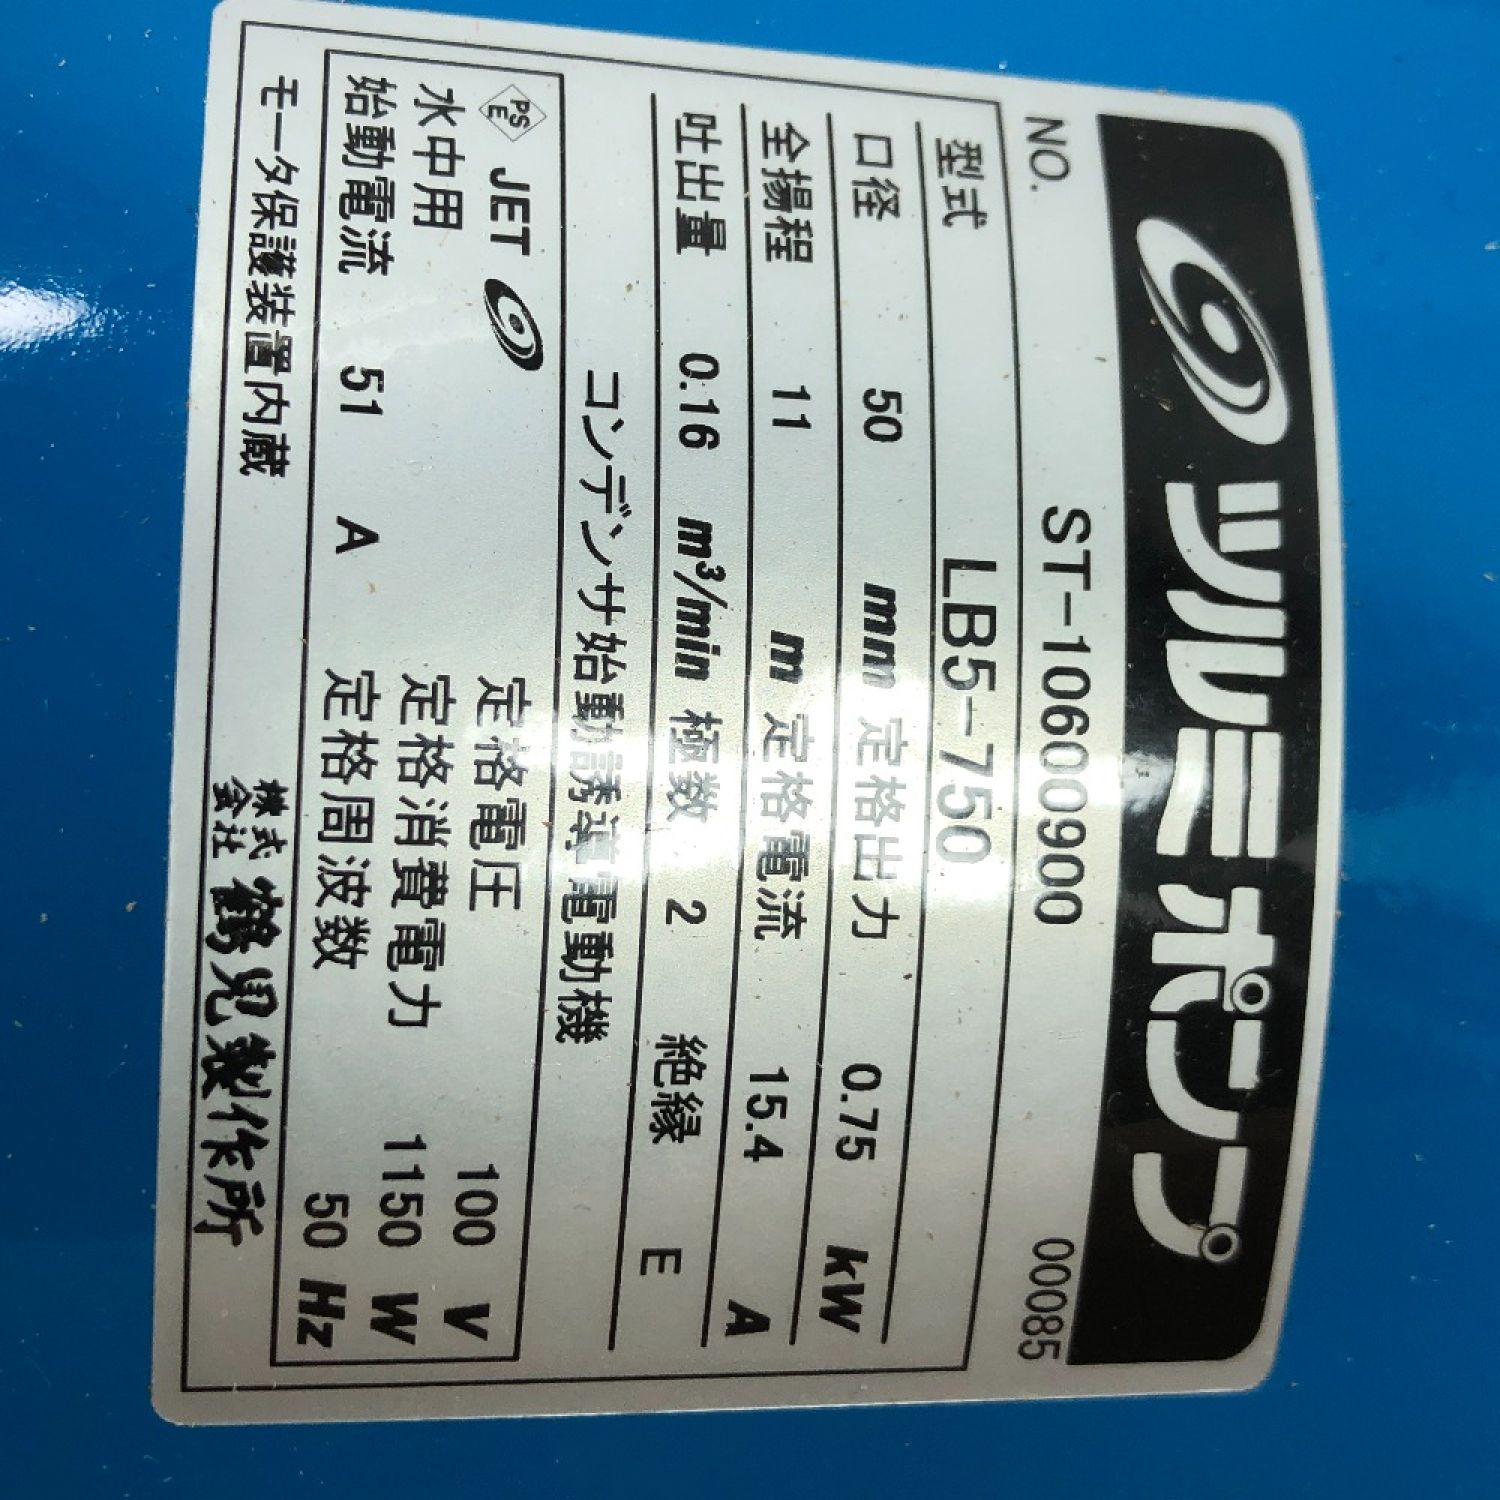 ツルミポンプ
NO. ST-10600900 00085
型式 LB5-750
口径 50 mm 定格出力 0.75 kW
全揚程 11 m 定格電流 15.4 A
吐出量 0.16 m³/min 極数 2 絶縁 E
コンデンサ始動誘導電動機
PSE JET 定格電圧 100 V
水中用 定格消費電力 1150 W
始動電流 51 A 定格周波数 50 Hz
モータ保護装置内蔵 株式会社 鶴見製作所